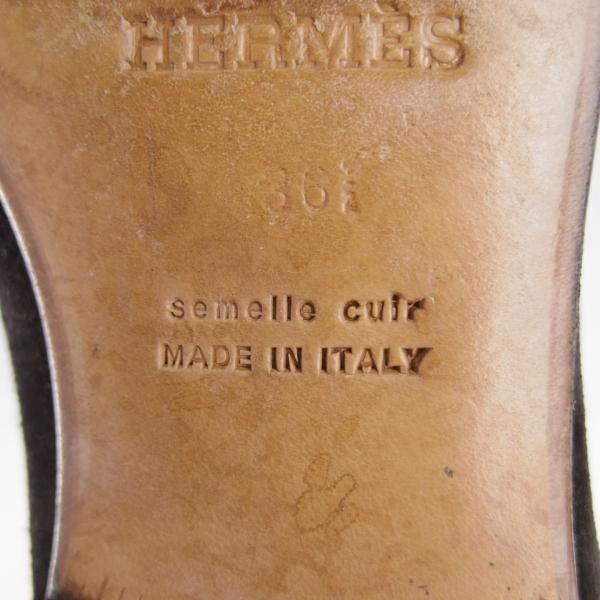 HERMÈS
36½
semelle cuir
MADE IN ITALY